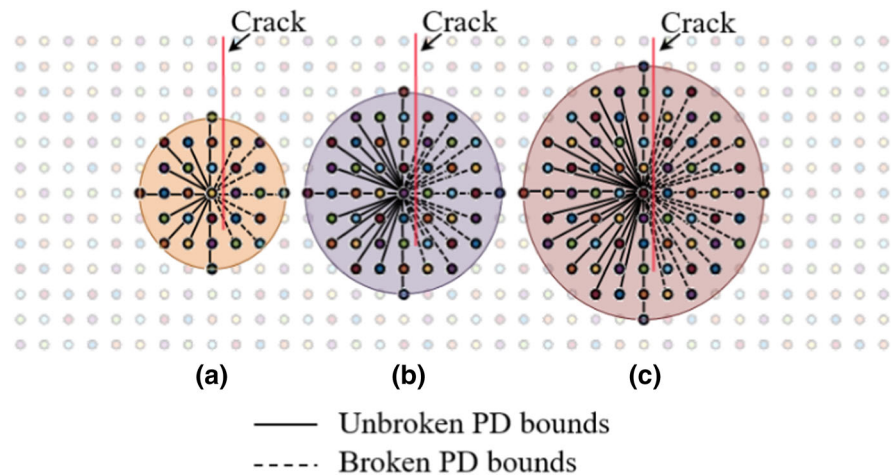 Crack
Crack
Crack
(a)
(b)
(c)
Unbroken PD bounds
Broken PD bounds